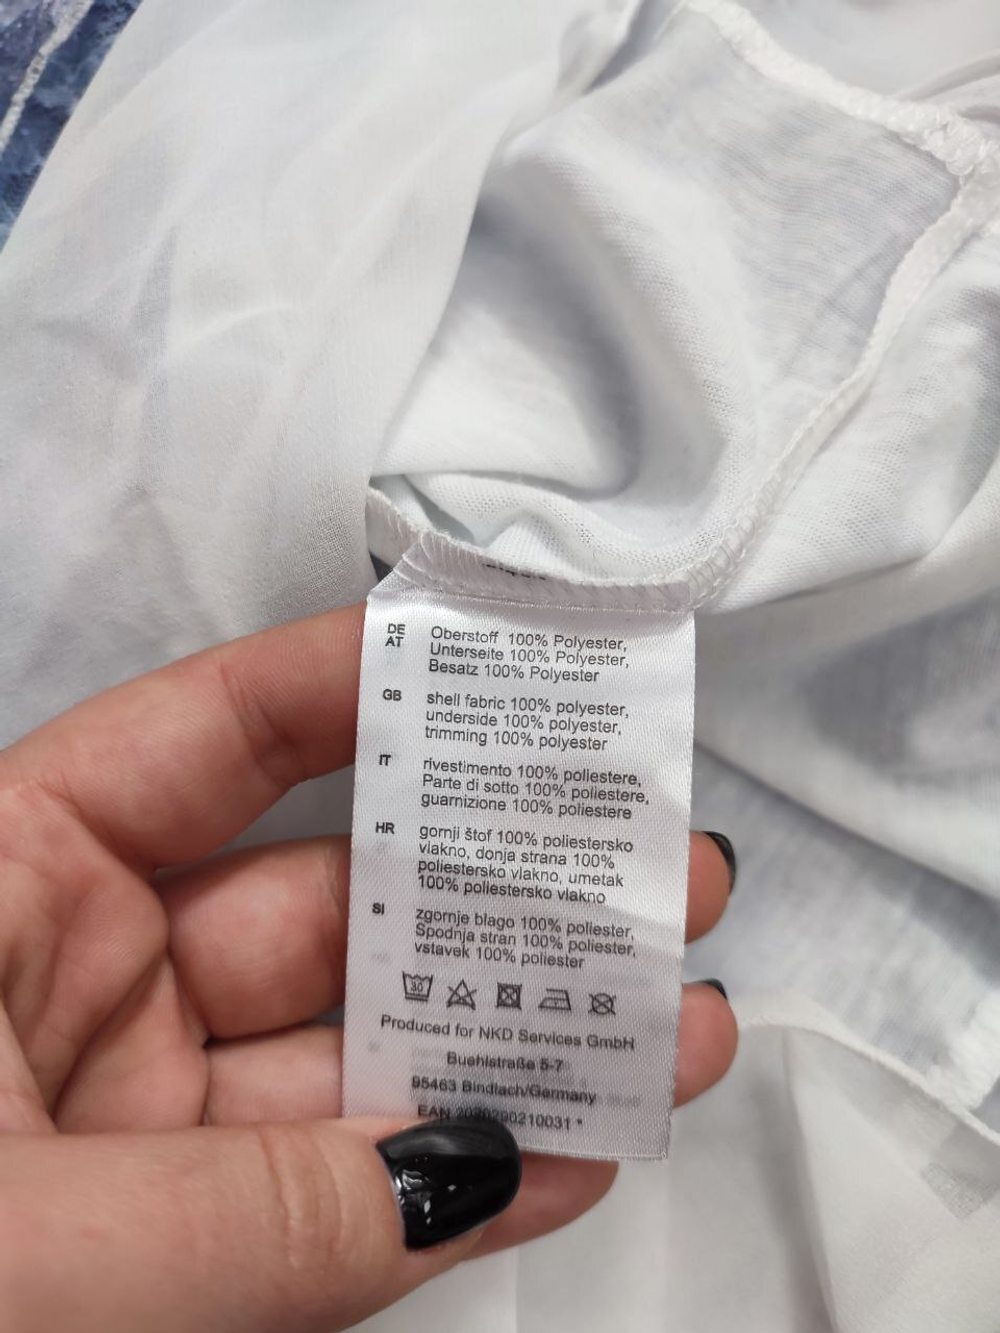 DE
AT
Oberstoff 100% Polyester,
Unterseite 100% Polyester,
Besatz 100% Polyester
GB
shell fabric 100% polyester,
underside 100% polyester,
trimming 100% polyester
IT
rivestimento 100% poliestere,
Parte di sotto 100% poliestere,
guarnizione 100% poliestere
HR
gornji štof 100% poliestersko
vlakno, donja strana 100%
poliestersko vlakno, umetak
100% poliestersko vlakno
SI
zgornje blago 100% poliester,
Spodnja stran 100% poliester,
vstavek 100% poliester
30
Produced for NKD Services GmbH
Buehlstraße 5-7
95463 Bindlach/Germany
EAN *